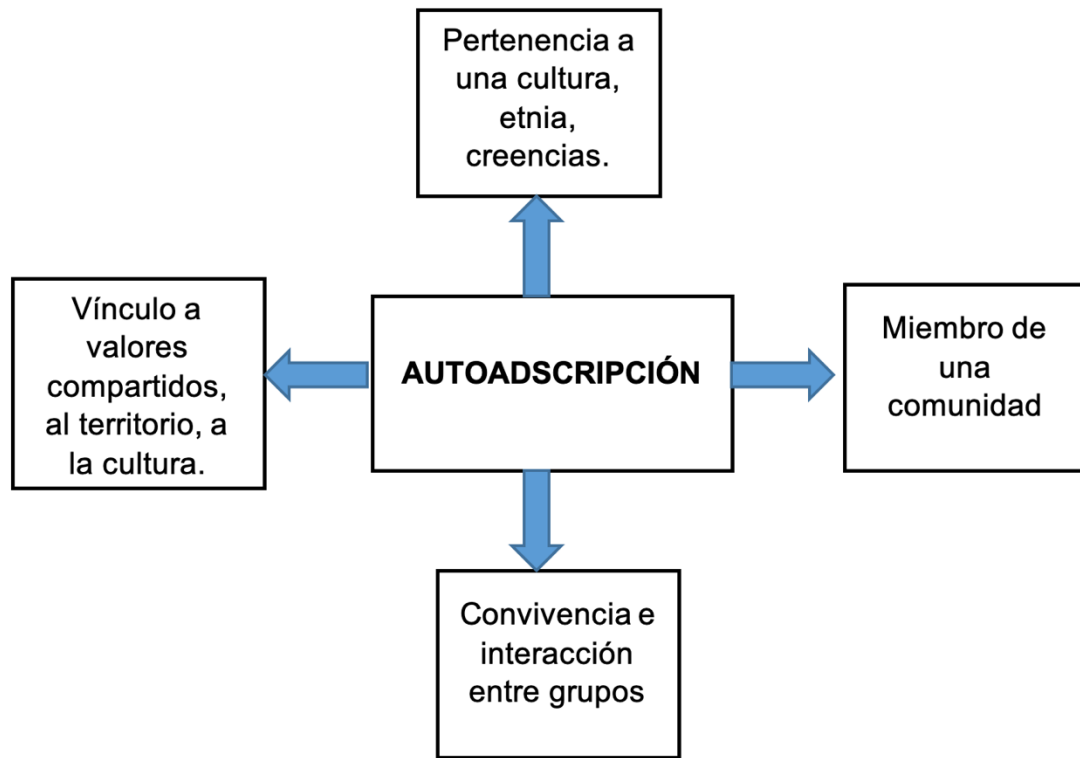 Pertenencia a
una cultura,
etnia,
creencias.
Vínculo a
valores
compartidos,
al territorio, a
la cultura.
AUTOADSCRIPCIÓN
Miembro de
una
comunidad
Convivencia e
interacción
entre grupos